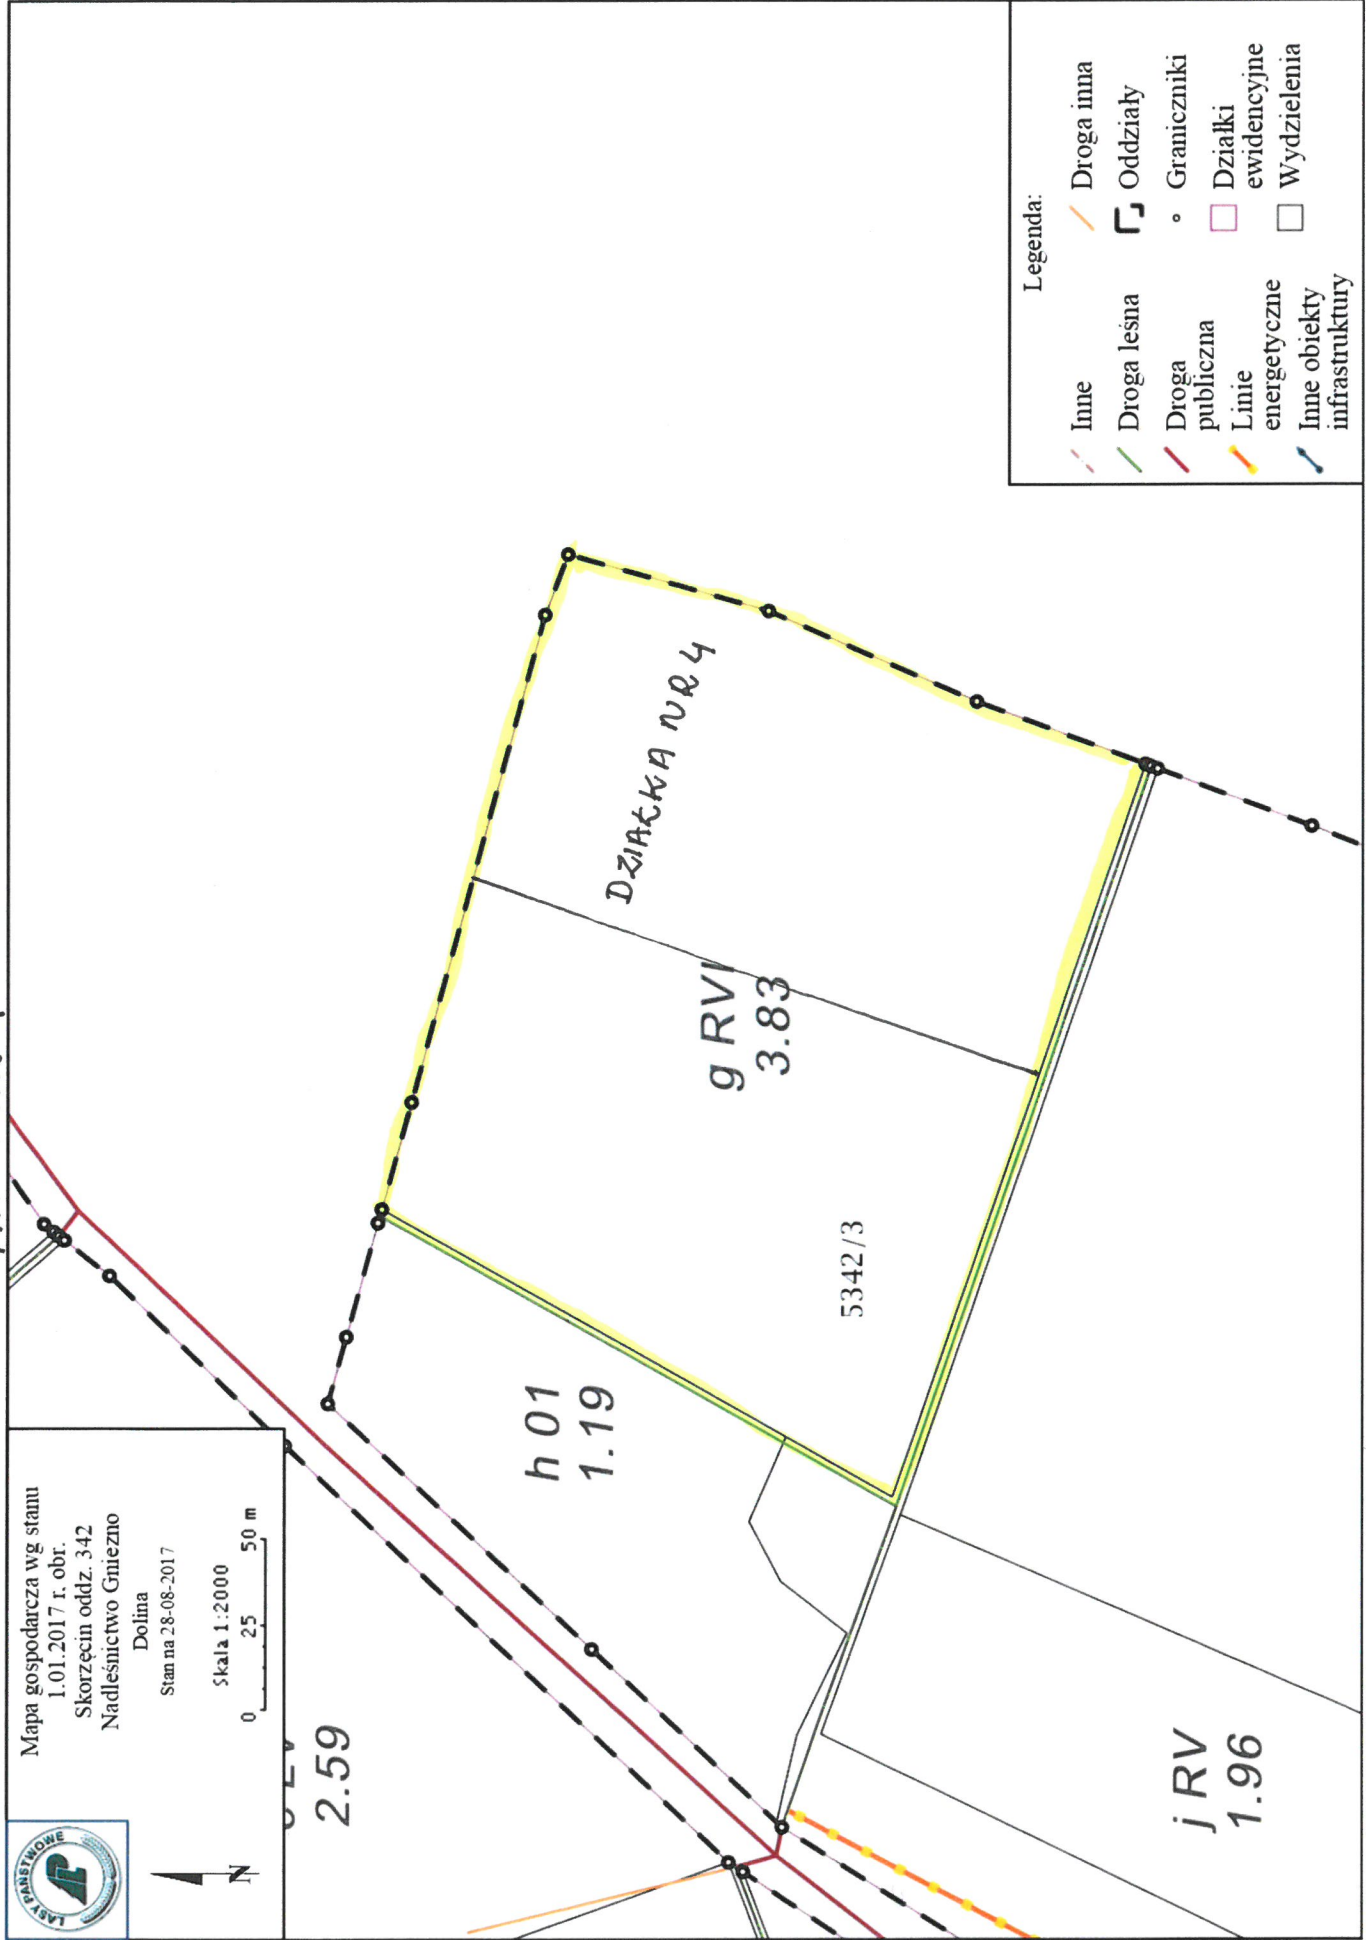 Mapa gospodarcza wg stanu
1.01.2017 r. obr.
Skorzęcin oddz. 342
Nadleśnictwo Gniezno
Dolina
Stan na 28-08-2017
Skala 1:2000
0 25 50 m
LASY PAŃSTWOWE
LP
N
2.59
h 01
1.19
g RVI
3.83
DZIAŁKA NR 4
5342/3
j RV
1.96
Legenda:
Inne
Droga leśna
Droga
publiczna
Linie
energetyczne
Inne obiekty
infrastruktury
Droga inna
Oddziały
Graniczniki
Działki
ewidencyjne
Wydzielenia